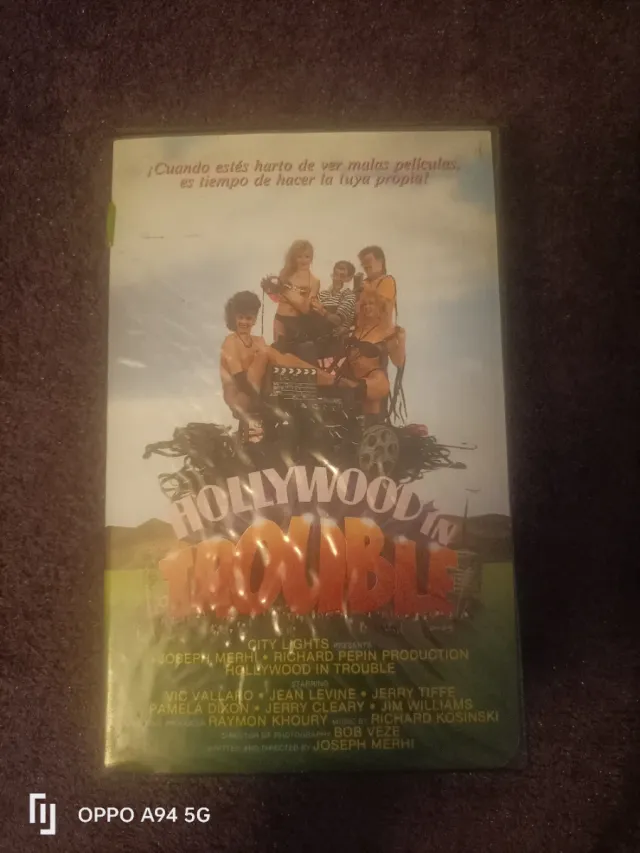 ¡Cuando estés harto de ver malas películas,
es tiempo de hacer la tuya propia!
HOLLYWOOD IN
TROUBLE
CITY LIGHTS PRESENTS
JOSEPH MERHI • RICHARD PEPIN PRODUCTION
HOLLYWOOD IN TROUBLE
STARRING
VIC VALLARO • JEAN LEVINE • JERRY TIFFE
PAMELA DIXON • JERRY CLEARY • JIM WILLIAMS
PRODUCER RAYMON KHOURY MUSIC BY RICHARD KOSINSKI
DIRECTOR OF PHOTOGRAPHY BOB VEZE
WRITTEN AND DIRECTED BY JOSEPH MERHI
OPPO A94 5G